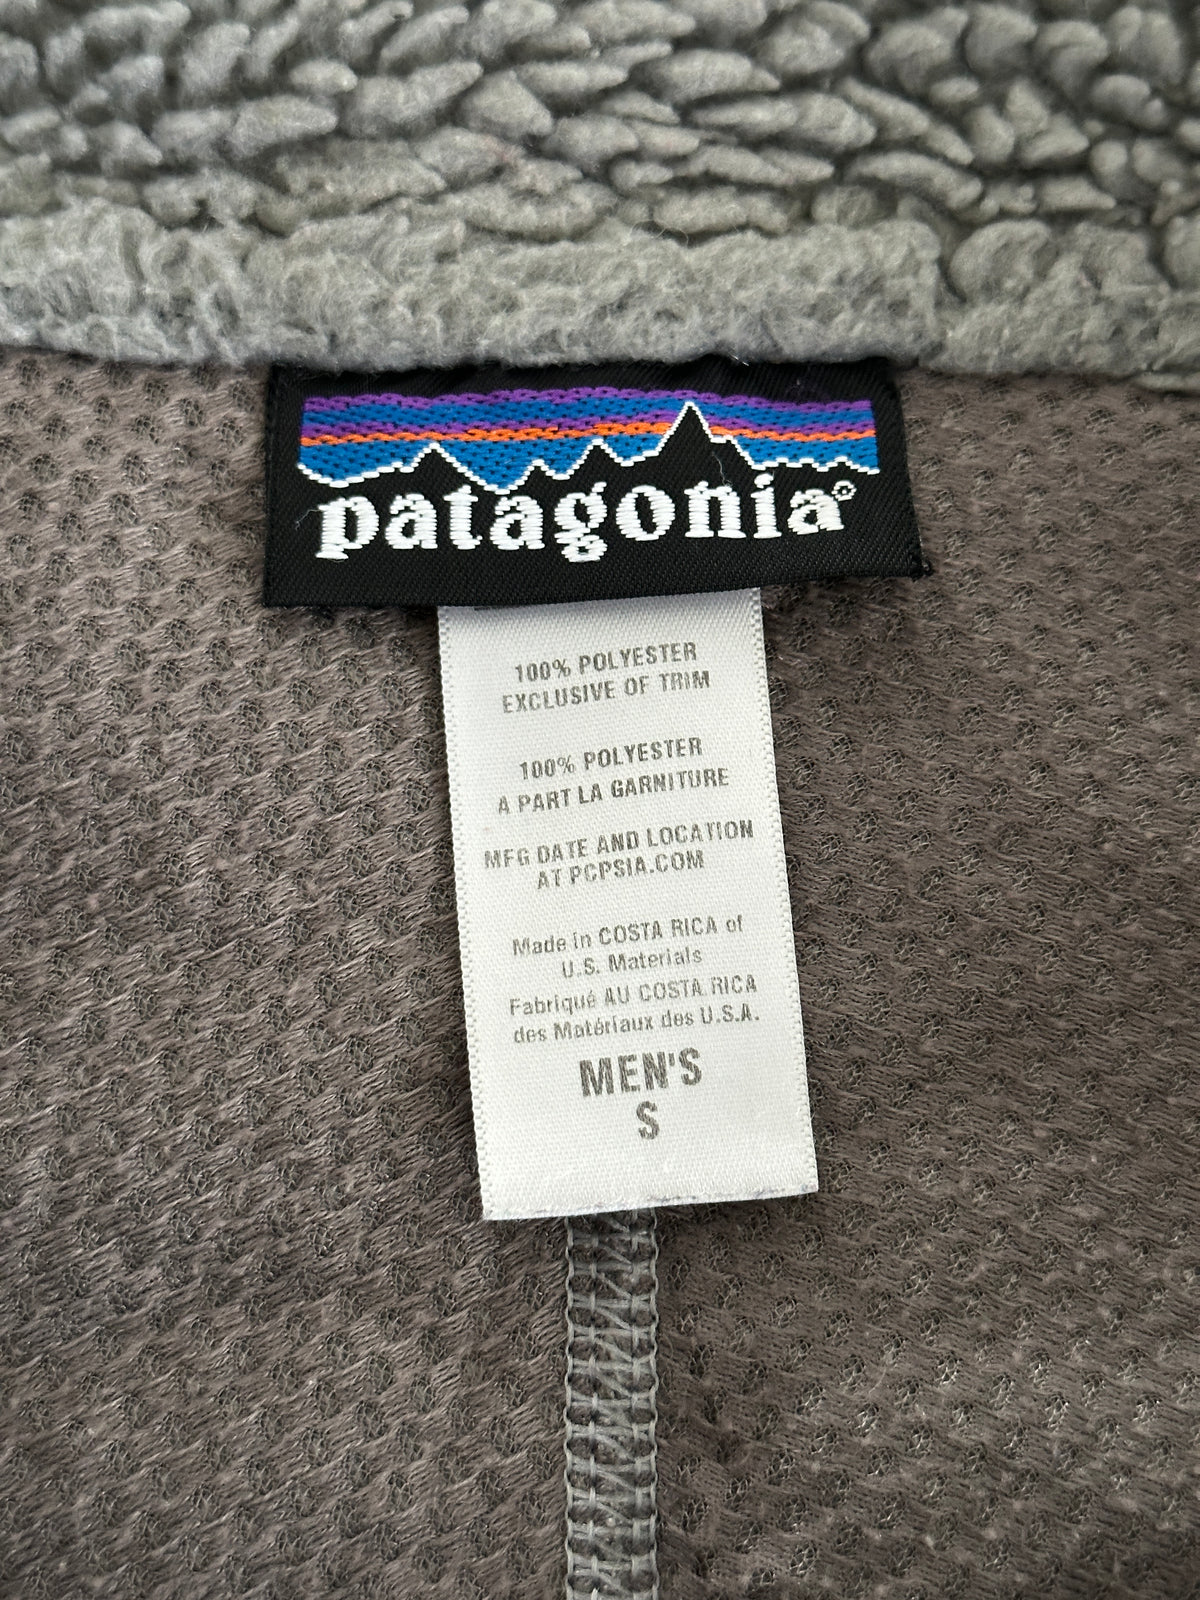 patagonia®
100% POLYESTER
EXCLUSIVE OF TRIM
100% POLYESTER
A PART LA GARNITURE
MFG DATE AND LOCATION
AT PCPSIA.COM
Made in COSTA RICA of
U.S. Materials
Fabriqué AU COSTA RICA
des Matériaux des U.S.A.
MEN'S
S